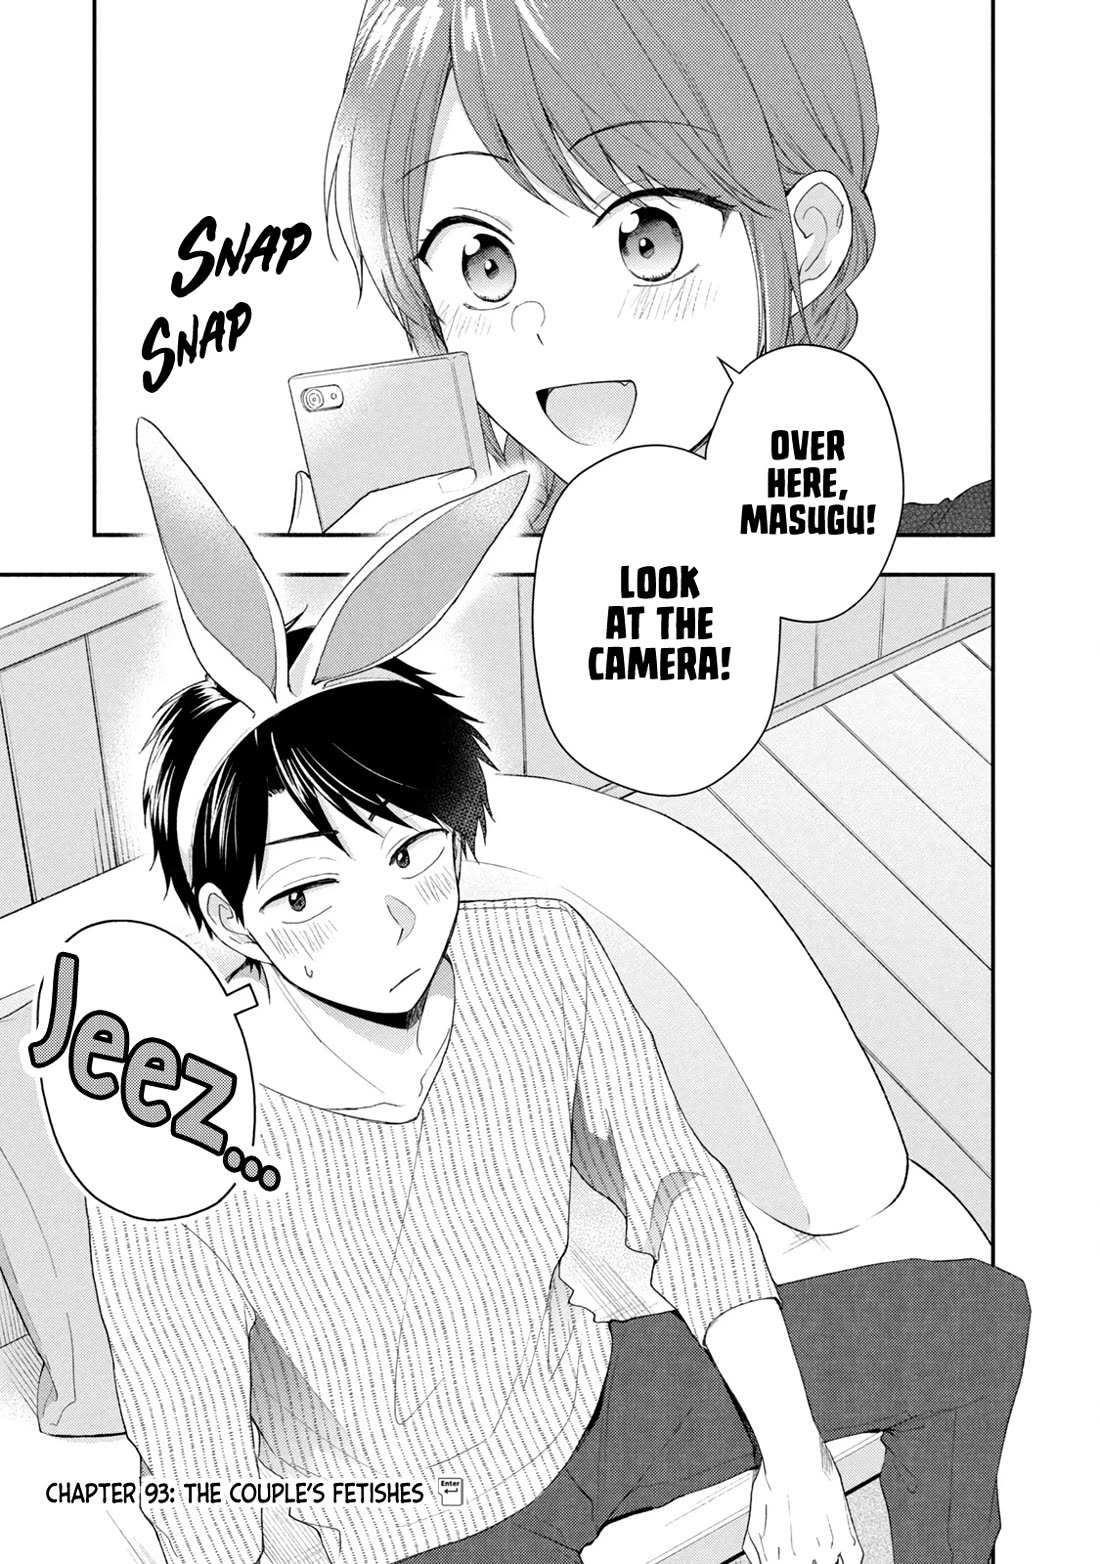 SNAP
SNAP
OVER
HERE,
MASUGU!
LOOK
AT THE
CAMERA!
Jeez...
CHAPTER 93: THE COUPLE'S FETISHES
Enter